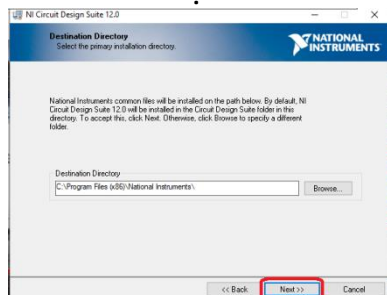 NI Circuit Design Suite 12.0
Destination Directory
Select the primary installation directory.
NATIONAL
INSTRUMENTS
National Instruments common files will be installed on the path below. By default, NI
Circuit Design Suite 12.0 will be installed in the Circuit Design Suite folder in this
directory. To accept this, click Next. Otherwise, click Browse to specify a different
folder.
Destination Directory
C:\Program Files (x86)\National Instruments\
Browse...
<< Back Next >> Cancel